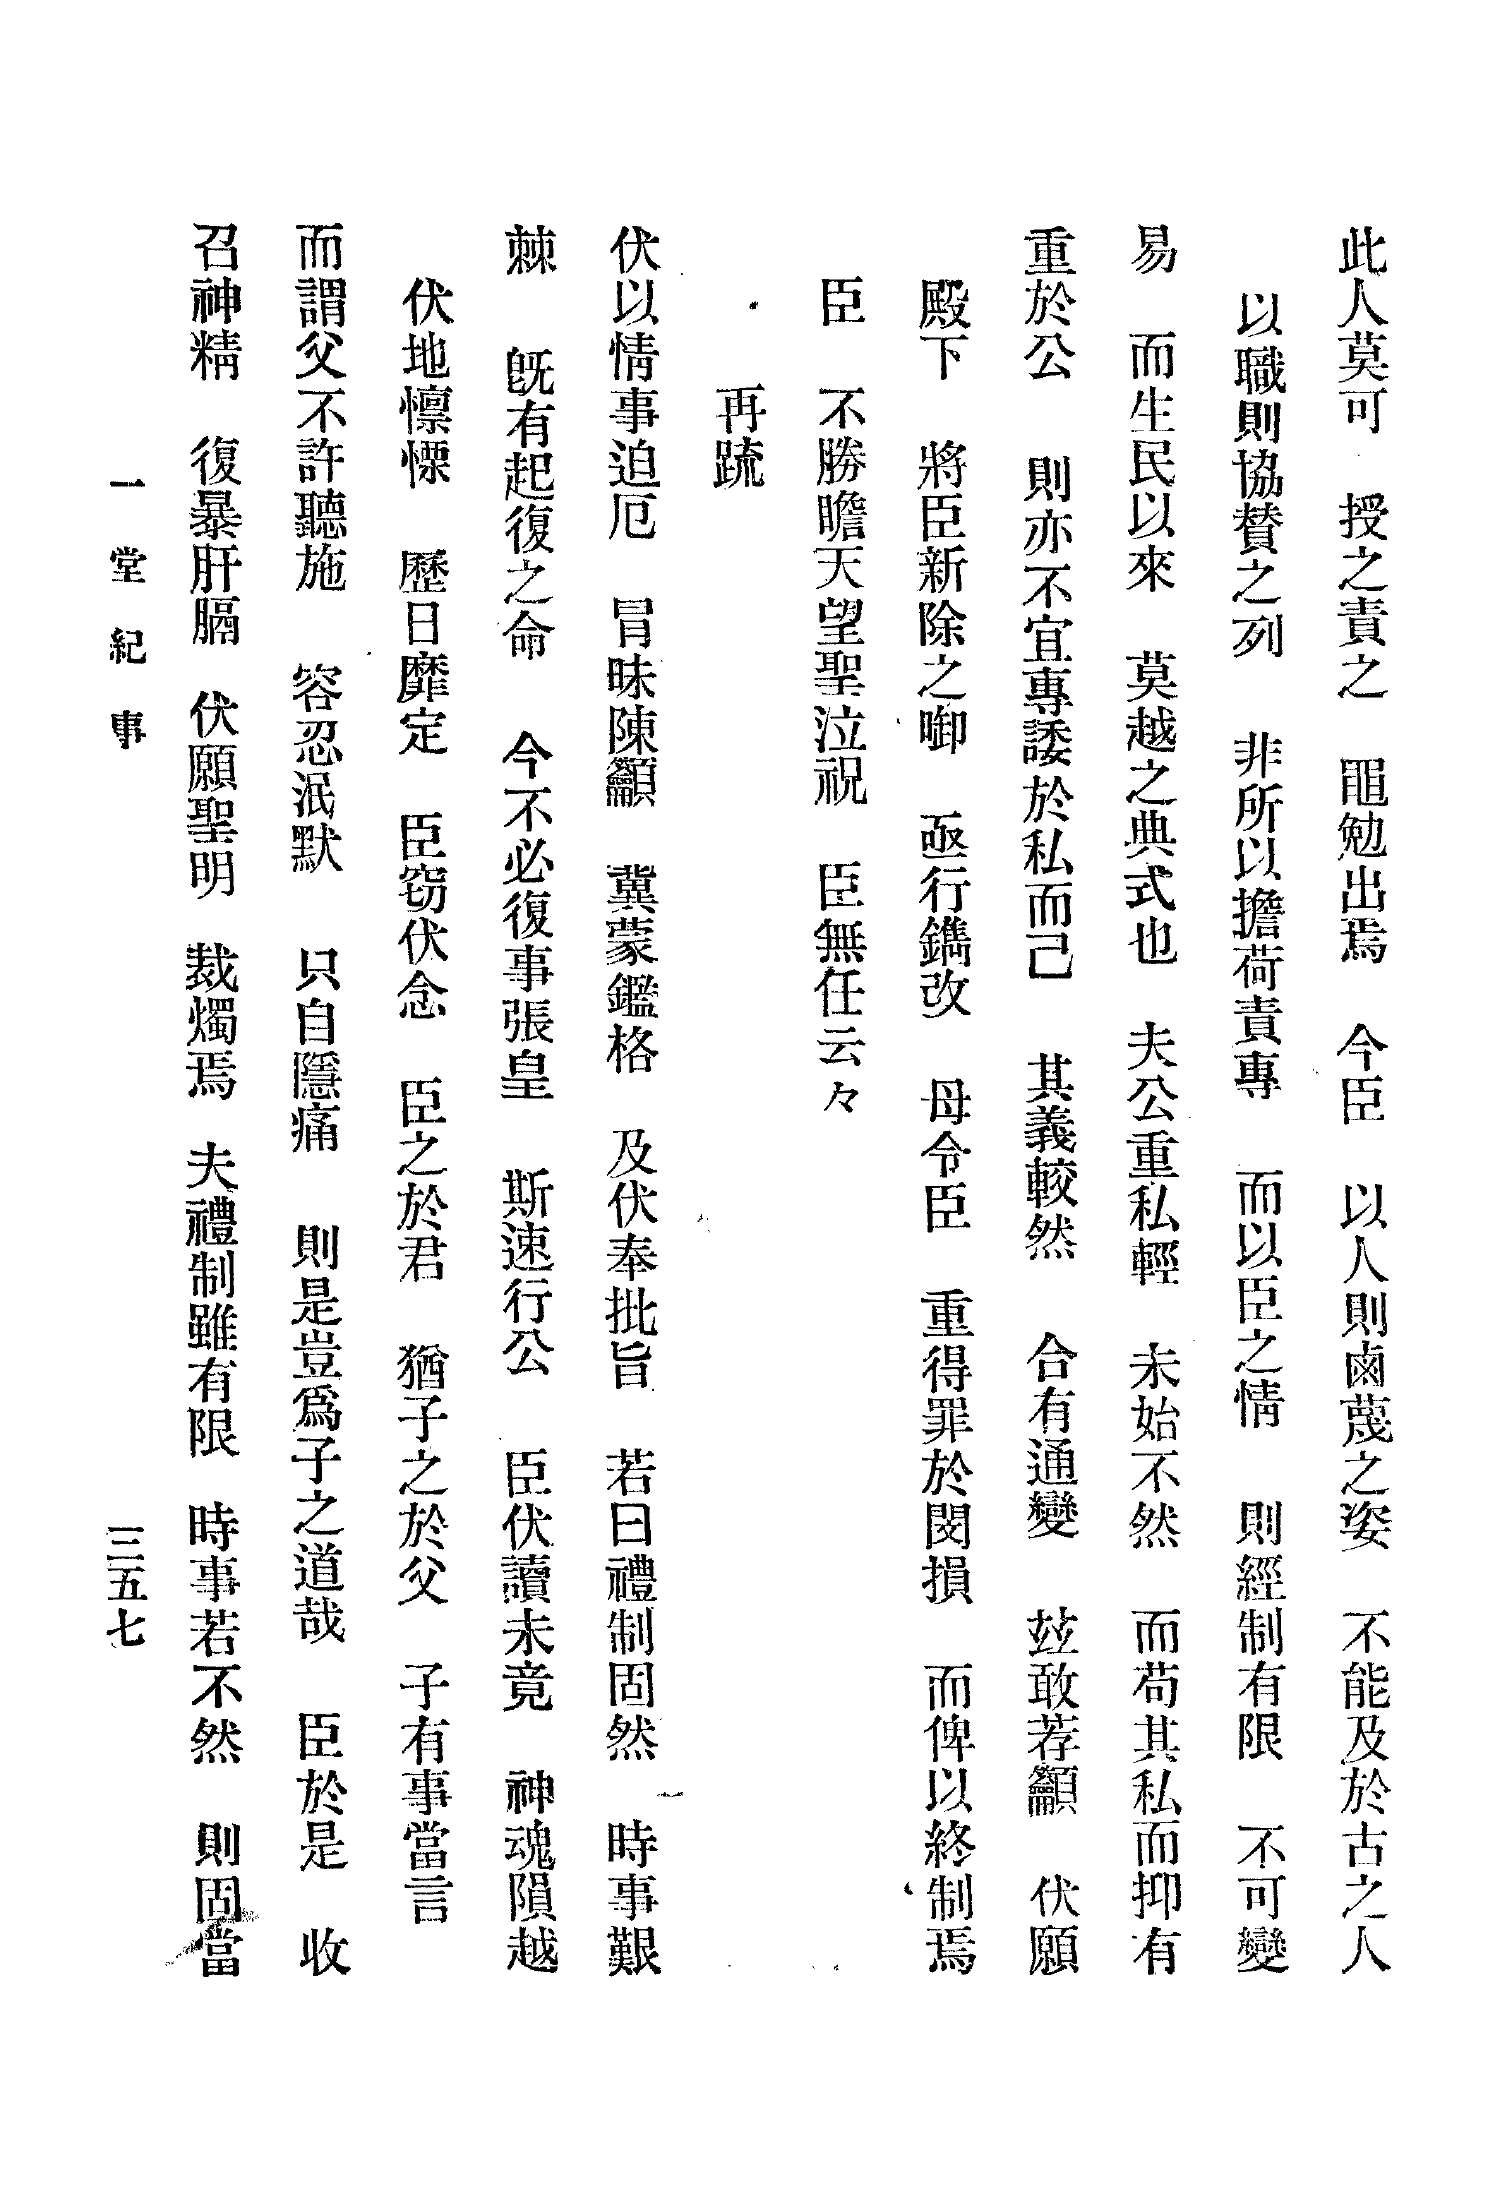 此人莫可 授之責之 黽勉出焉 今臣 以人則鹵蔑之姿 不能及於古之人
以職則協贊之列 非所以擔荷責專 而以臣之情 則經制有限 不可變
易 而生民以來 莫越之典式也 夫公重私輕 未始不然 而苟其私而抑有
重於公 則亦不宜專諉於私而己 其義較然 合有通變 玆敢荐籲 伏願
殿下 將臣新除之啣 亟行鐫改 毋令臣 重得罪於閔損 而俾以終制焉
臣 不勝瞻天望聖泣祝 臣無任云々
再䟽
伏以情事迫厄 冒昧陳籲 冀蒙鑑格 及伏奉批旨 若曰禮制固然 時事艱
棘 旣有起復之命 今不必復事張皇 斯速行公 臣伏讀未竟 神魂隕越
伏地懍慄 歷日靡定 臣窃伏念 臣之於君 猶子之於父 子有事當言
而謂父不許聽施 容忍泯默 只自隱痛 則是豈爲子之道哉 臣於是 收
召神精 復暴肝膈 伏願聖明 裁燭焉 夫禮制雖有限 時事若不然 則固當
一堂紀事 三五七